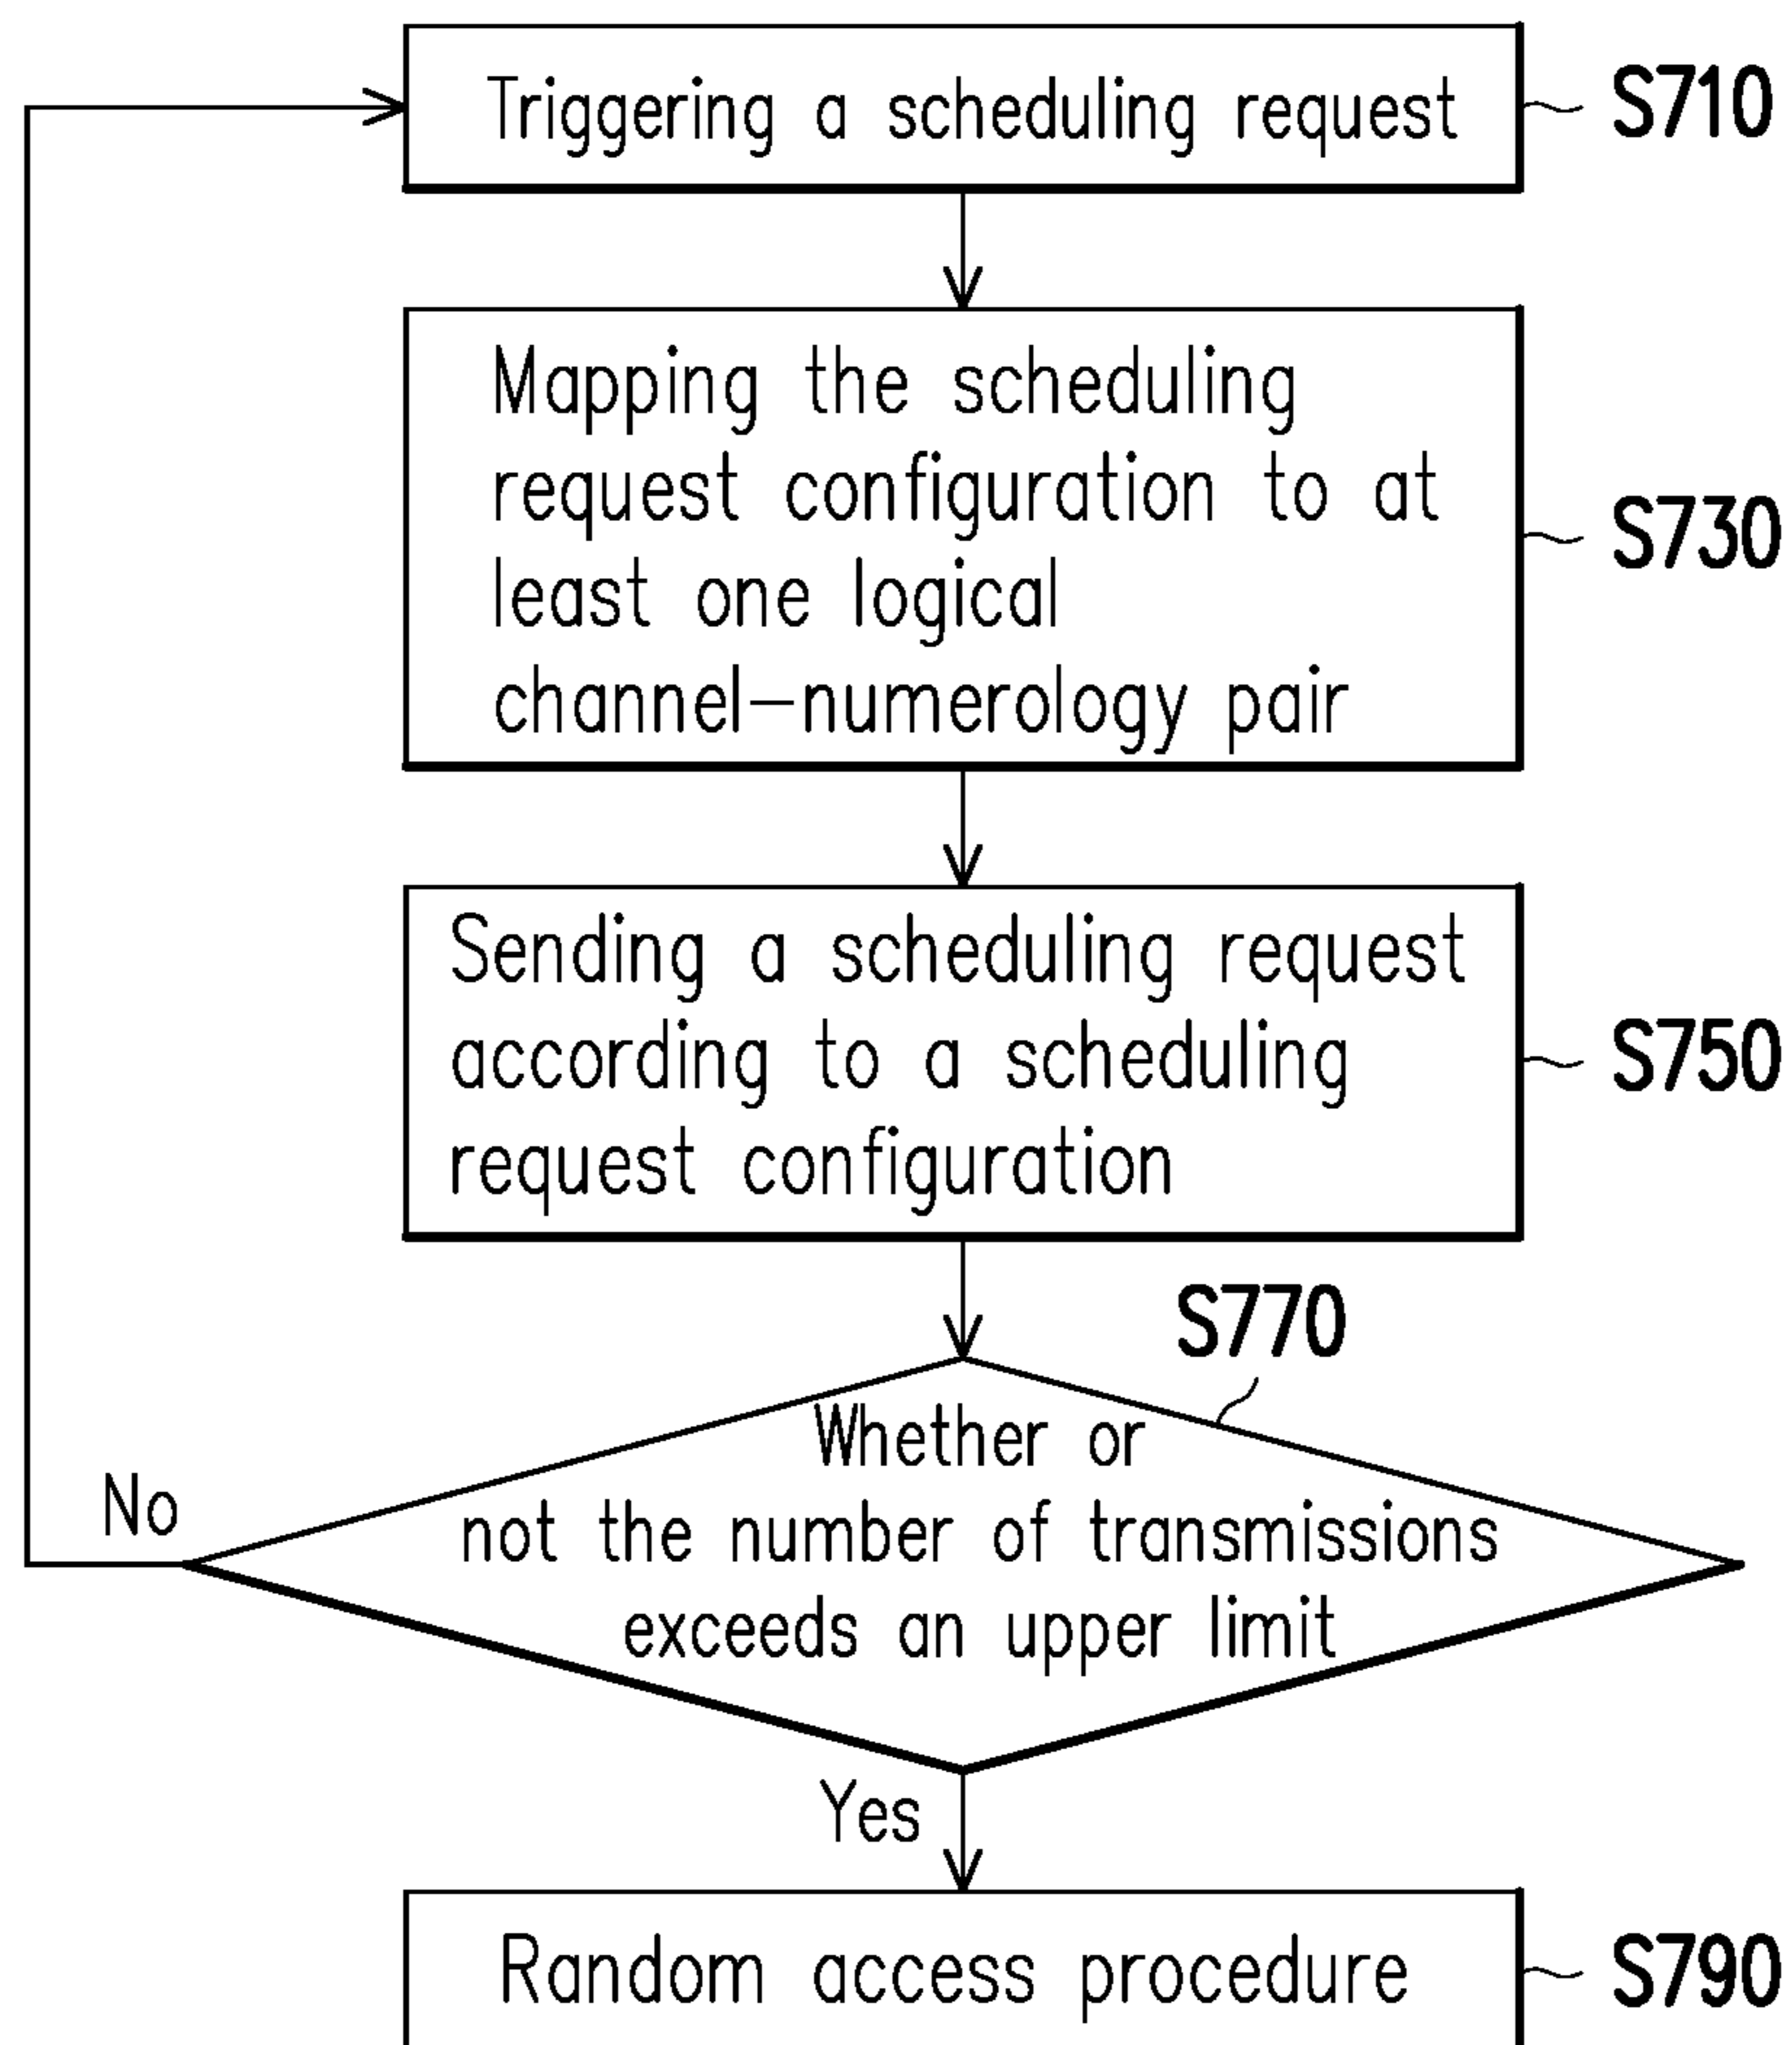 Triggering a scheduling request
S710
Mapping the scheduling
request configuration to at
least one logical
channel-numerology pair
S730
Sending a scheduling request
according to a scheduling
request configuration
S750
S770
Whether or
not the number of transmissions
exceeds an upper limit
No
Yes
Random access procedure
S790